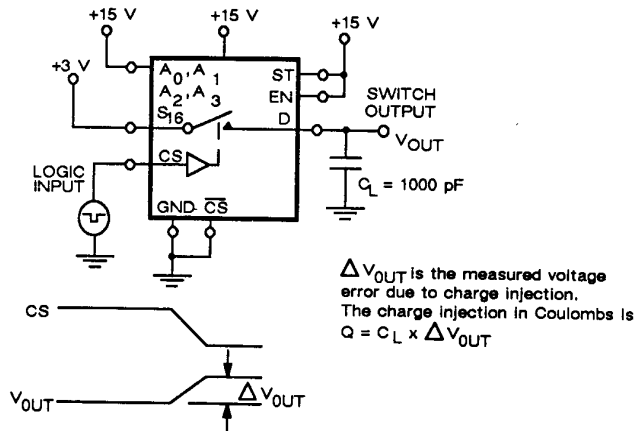 +15 V
+15 V
+15 V
+3 V
A0, A1
A2, A3
ST
EN
SWITCH
OUTPUT
S16
D
VOUT
LOGIC
INPUT
CS
CL = 1000 pF
GND
C̅S̅
ΔVOUT is the measured voltage
error due to charge injection.
The charge injection in Coulombs is
Q = CL x ΔVOUT
CS
VOUT
ΔVOUT